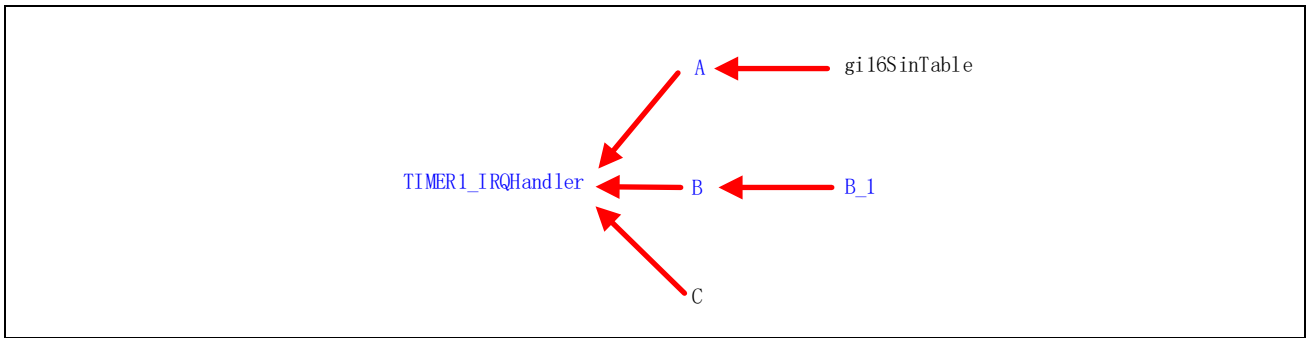 A
gi16SinTable
TIMER1_IRQHandler
B
B_1
C